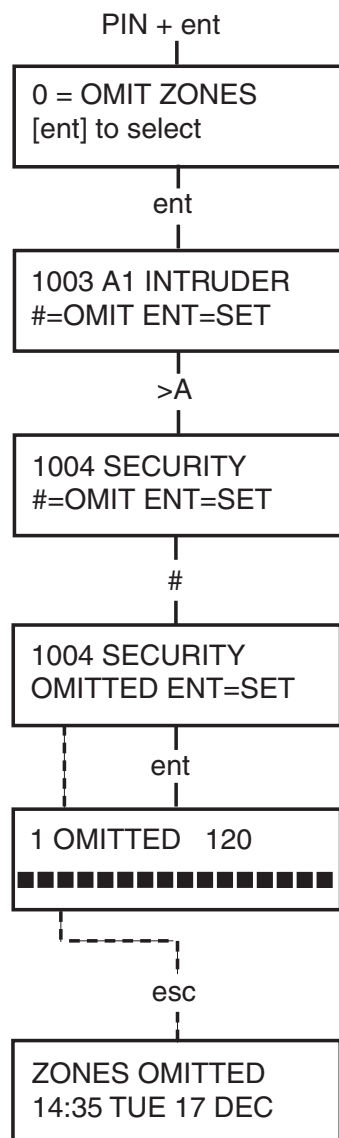 PIN + ent
0 = OMIT ZONES
[ent] to select
ent
1003 A1 INTRUDER
#=OMIT ENT=SET
>A
1004 SECURITY
#=OMIT ENT=SET
#
1004 SECURITY
OMITTED ENT=SET
ent
1 OMITTED 120
esc
ZONES OMITTED
14:35 TUE 17 DEC